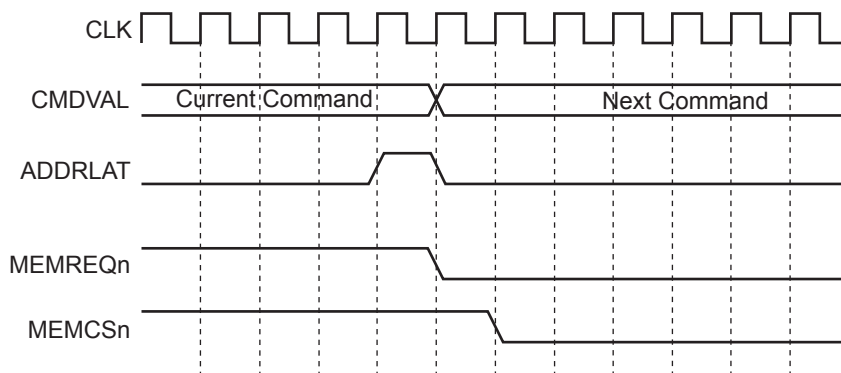 CLK
CMDVAL
Current Command
Next Command
ADDRLAT
MEMREQn
MEMCSn